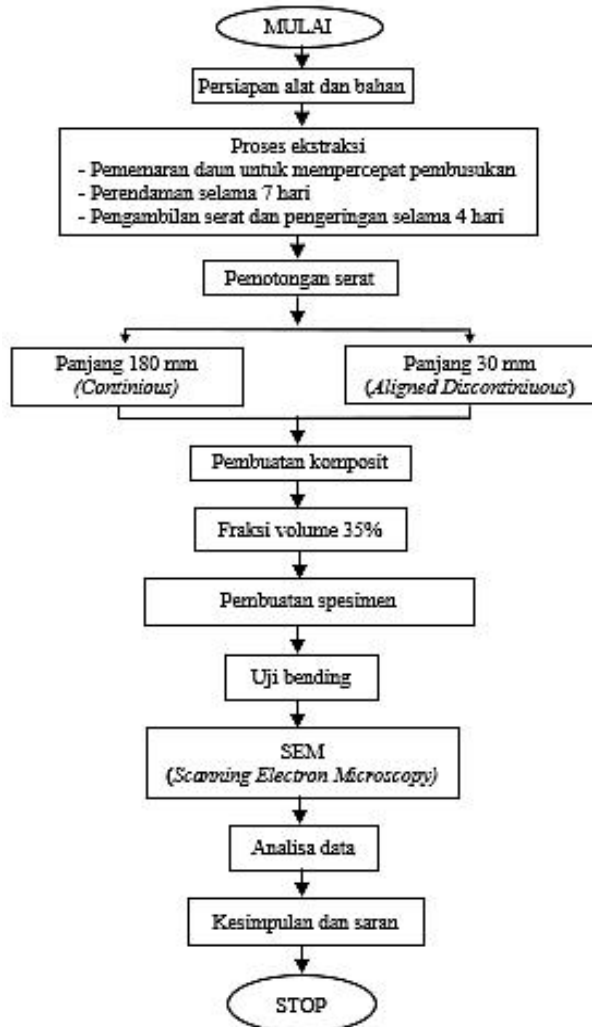 MULAI
Persiapan alat dan bahan
Proses ekstraksi
- Pememaran daun untuk mempercepat pembusukan
- Perendaman selama 7 hari
- Pengambilan serat dan pengeringan selama 4 hari
Pemotongan serat
Panjang 180 mm
(Continious)
Panjang 30 mm
(Aligned Discontiniuous)
Pembuatan komposit
Fraksi volume 35%
Pembuatan spesimen
Uji bending
SEM
(Scanning Electron Microscopy)
Analisa data
Kesimpulan dan saran
STOP